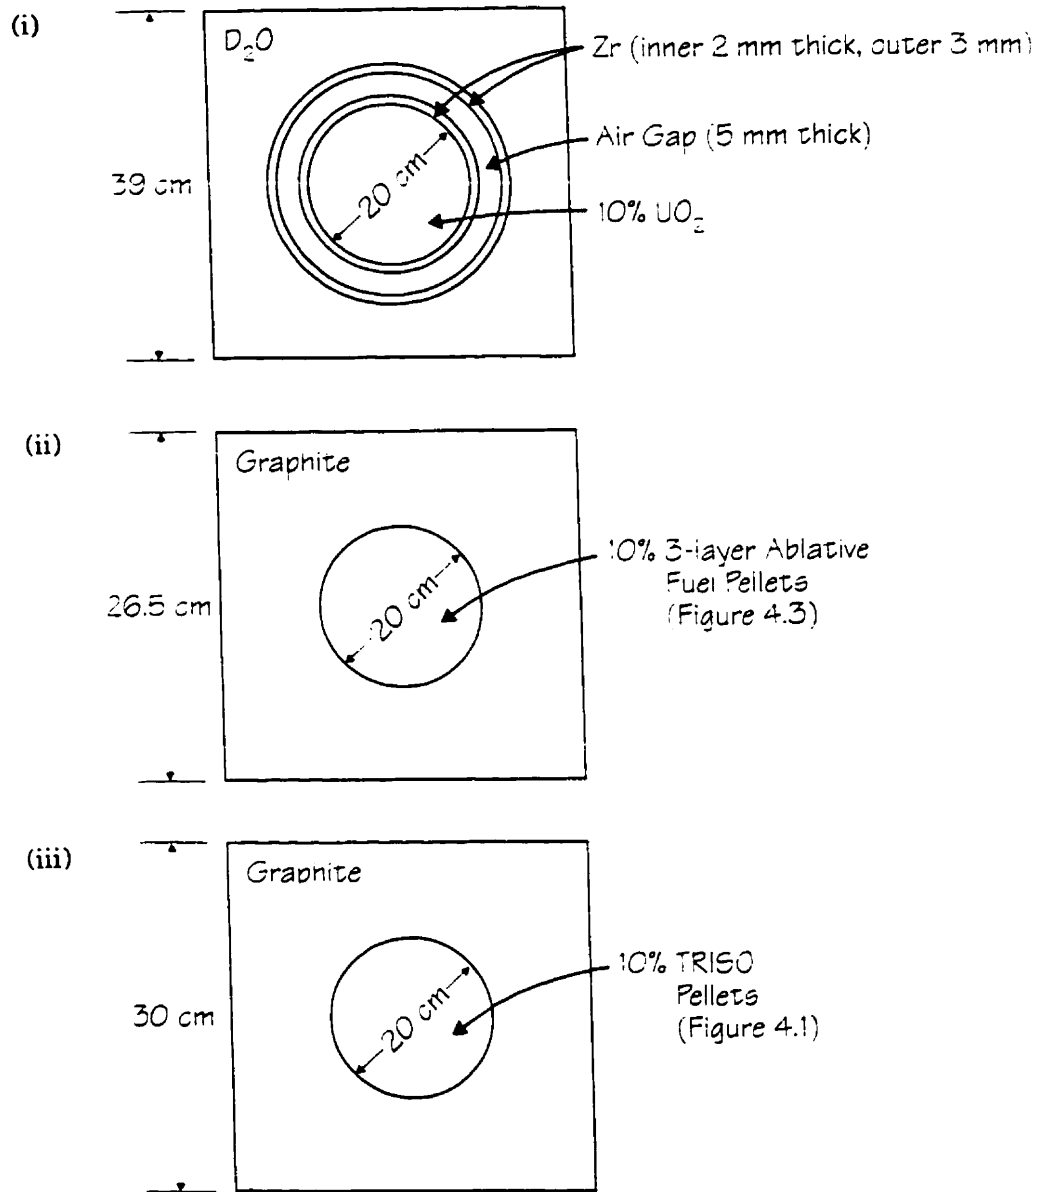 (i)
D₂O
Zr (inner 2 mm thick, outer 3 mm)
Air Gap (5 mm thick)
39 cm
20 cm
10% UO₂
(ii)
Graphite
10% 3-layer Ablative
Fuel Pellets
(Figure 4.3)
26.5 cm
20 cm
(iii)
Graphite
10% TRISO
Pellets
(Figure 4.1)
30 cm
20 cm